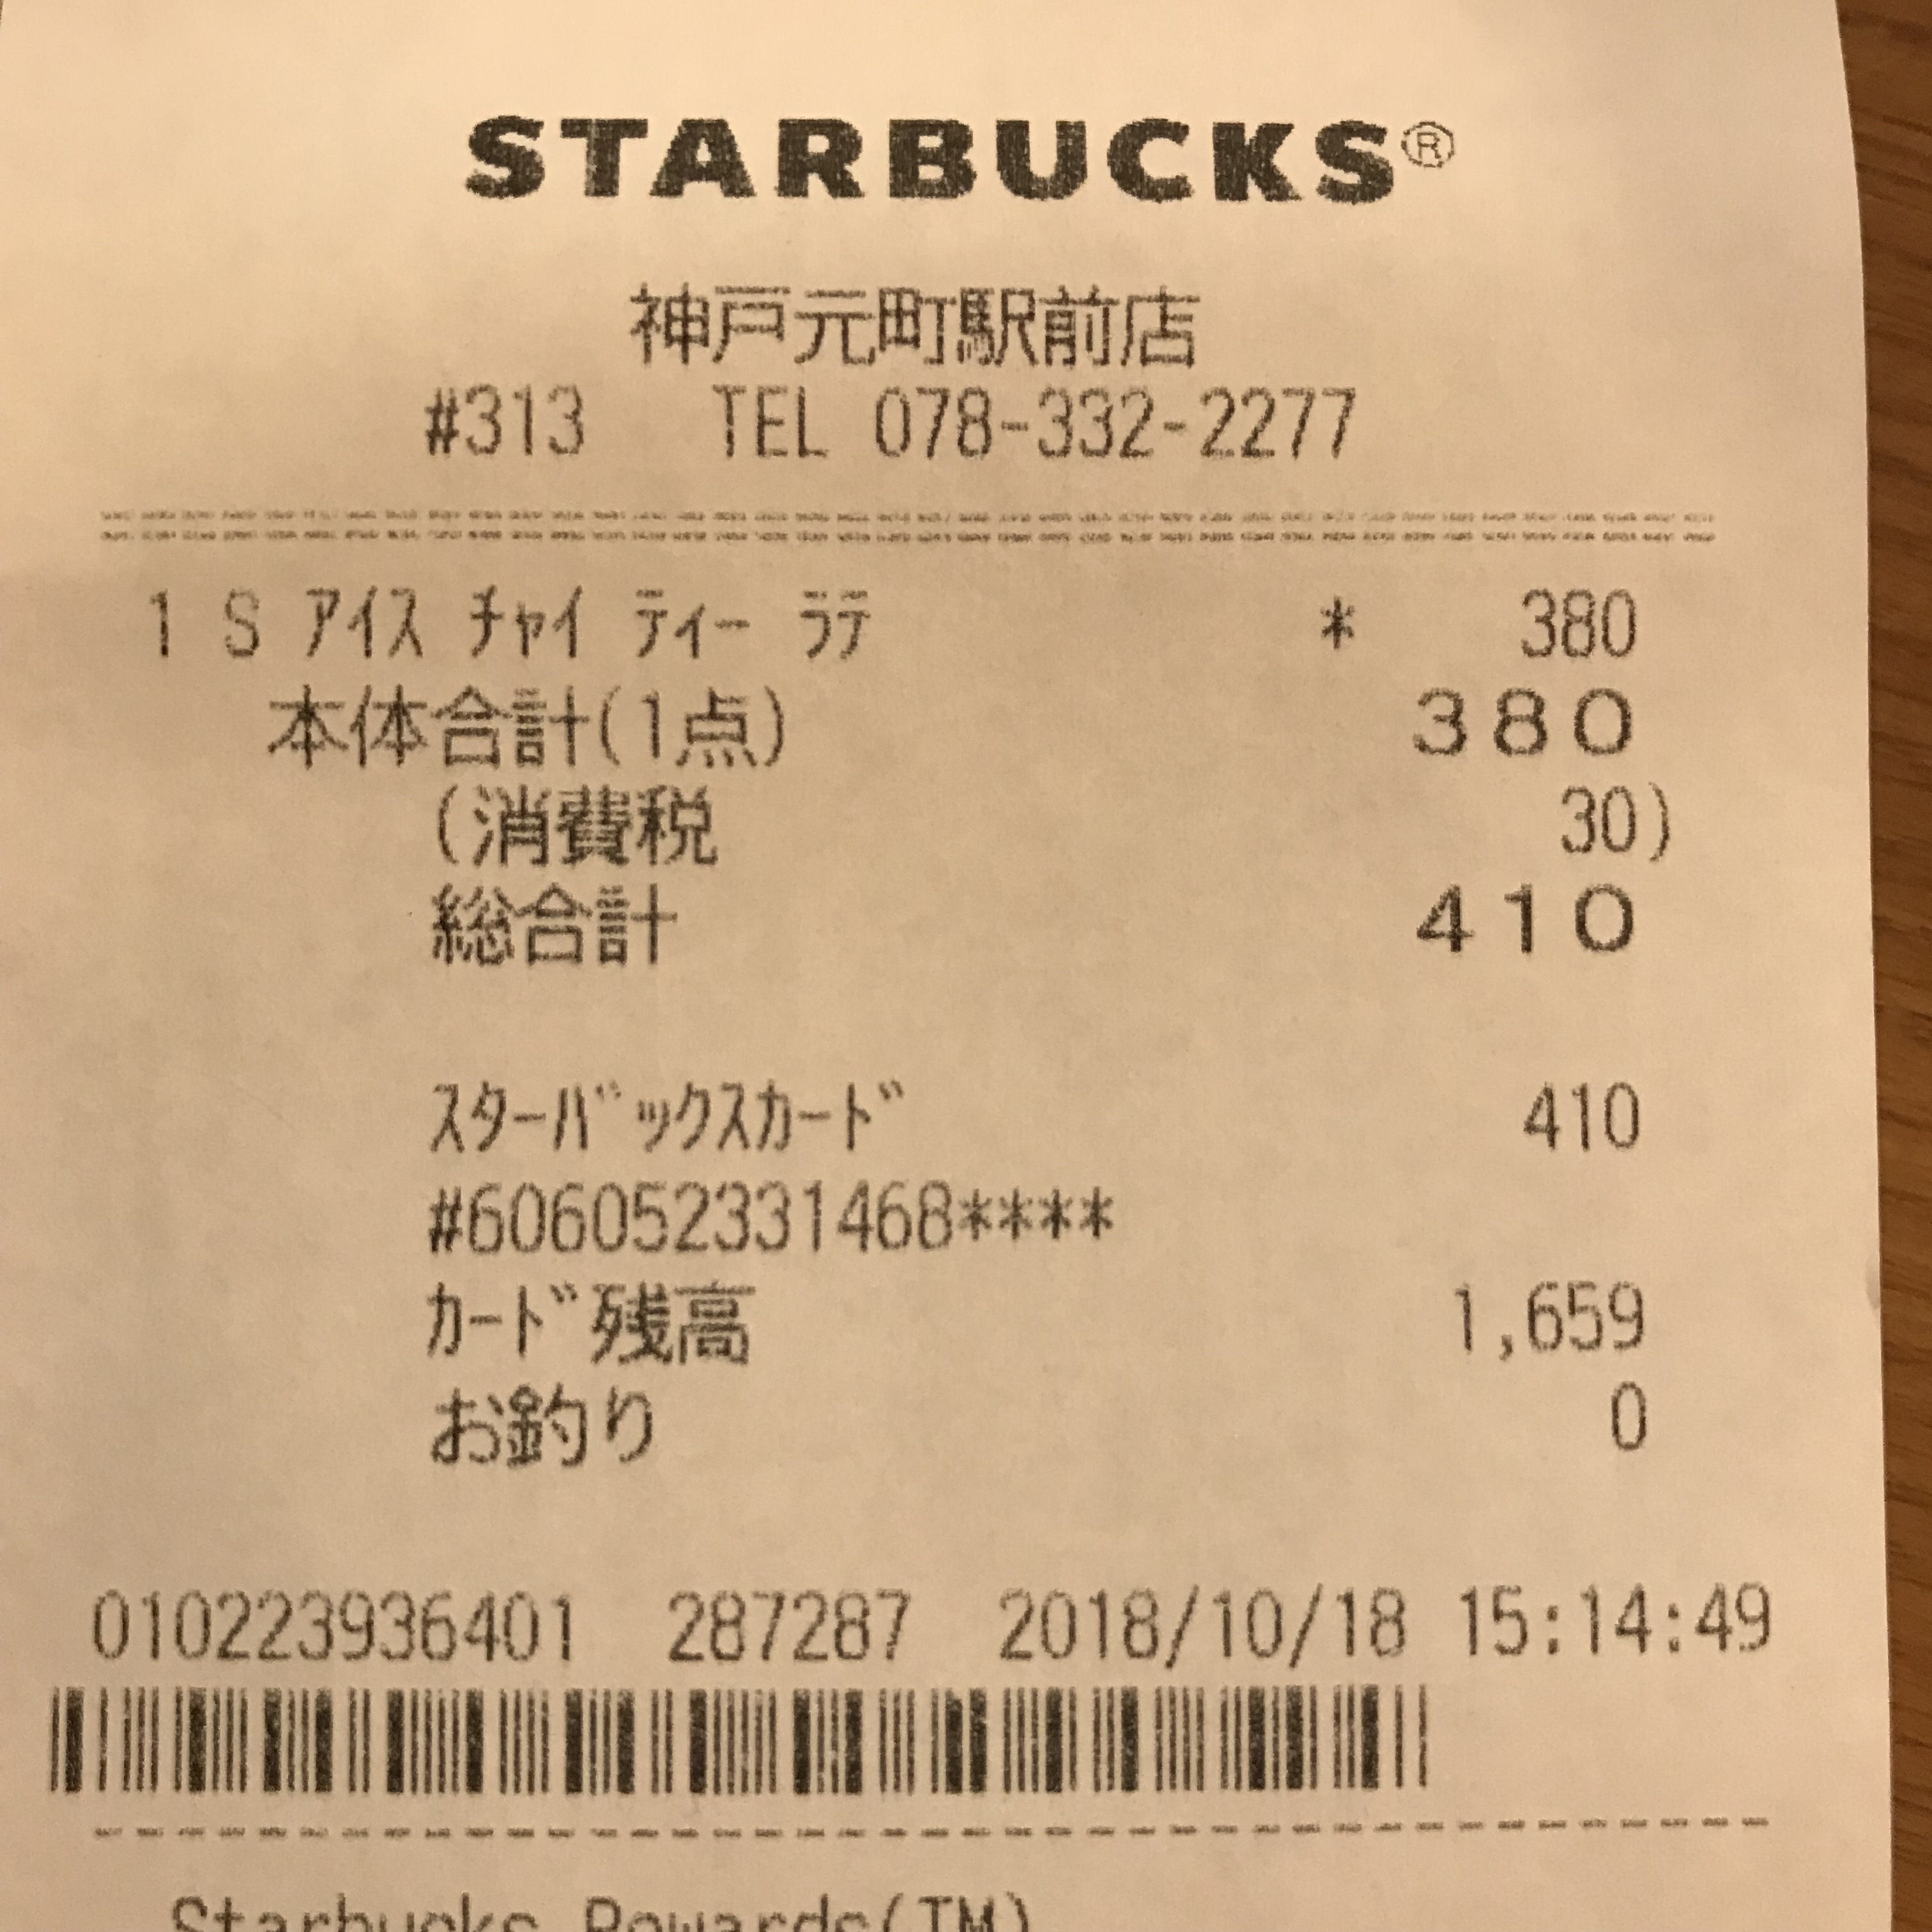 STARBUCKS®
神戸元町駅前店
#313 TEL 078-332-2277
1 S ｱｲｽ ﾁｬｲ ﾃｨｰ ﾗﾃ * 380
本体合計(1点) 380
(消費税 30)
総合計 410
ｽﾀｰﾊﾞｯｸｽｶｰﾄﾞ 410
#606052331468****
ｶｰﾄﾞ残高 1,659
お釣り 0
010223936401 287287 2018/10/18 15:14:49
Starbucks Rewards(TM)